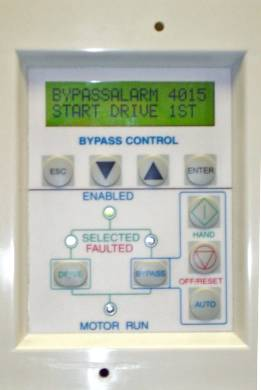 BYPASSALARM 4015
START DRIVE 1ST
BYPASS CONTROL
ESC
ENTER
ENABLED
SELECTED
FAULTED
HAND
DRIVE
BYPASS
OFF/RESET
AUTO
MOTOR RUN